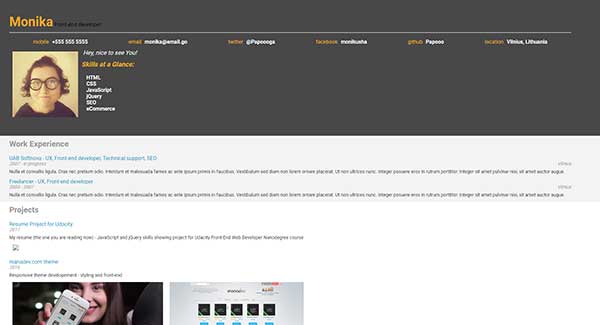 Monika Front end developer
mobile +555 555 5555
email monika@email.go
twitter @Papeooga
facebook monikusha
github Papeoo
location Vilnius, Lithuania
Hey, nice to see You!
Skills at a Glance:
HTML
CSS
JavaScript
jQuery
SEO
eCommerce
Work Experience
UAB Softnova - UX, Front-end developer, Technical support, SEO
2007 - in progress
Vilnius
Nulla et convallis ligula. Cras nec pretium odio. Interdum et malesuada fames ac ante ipsum primis in faucibus. Vestibulum sed diam non lorem ornare placerat. Ut non ultrices nunc. Integer posuere eros in rutrum porttitor. Integer sit amet pulvinar nisi, sit amet auctor augue.
Freelancer - UX, Front-end developer
2005 - 2007
Vilnius
Nulla et convallis ligula. Cras nec pretium odio. Interdum et malesuada fames ac ante ipsum primis in faucibus. Vestibulum sed diam non lorem ornare placerat. Ut non ultrices nunc. Integer posuere eros in rutrum porttitor. Integer sit amet pulvinar nisi, sit amet auctor augue.
Projects
Resume Project for Udacity
2017
My resume (the one you are reading now) - JavaScript and jQuery skills showing project for Udacity Front-End Web Developer Nanodegree course
manadev.com theme
2016
Responsive theme developement - styling and front-end